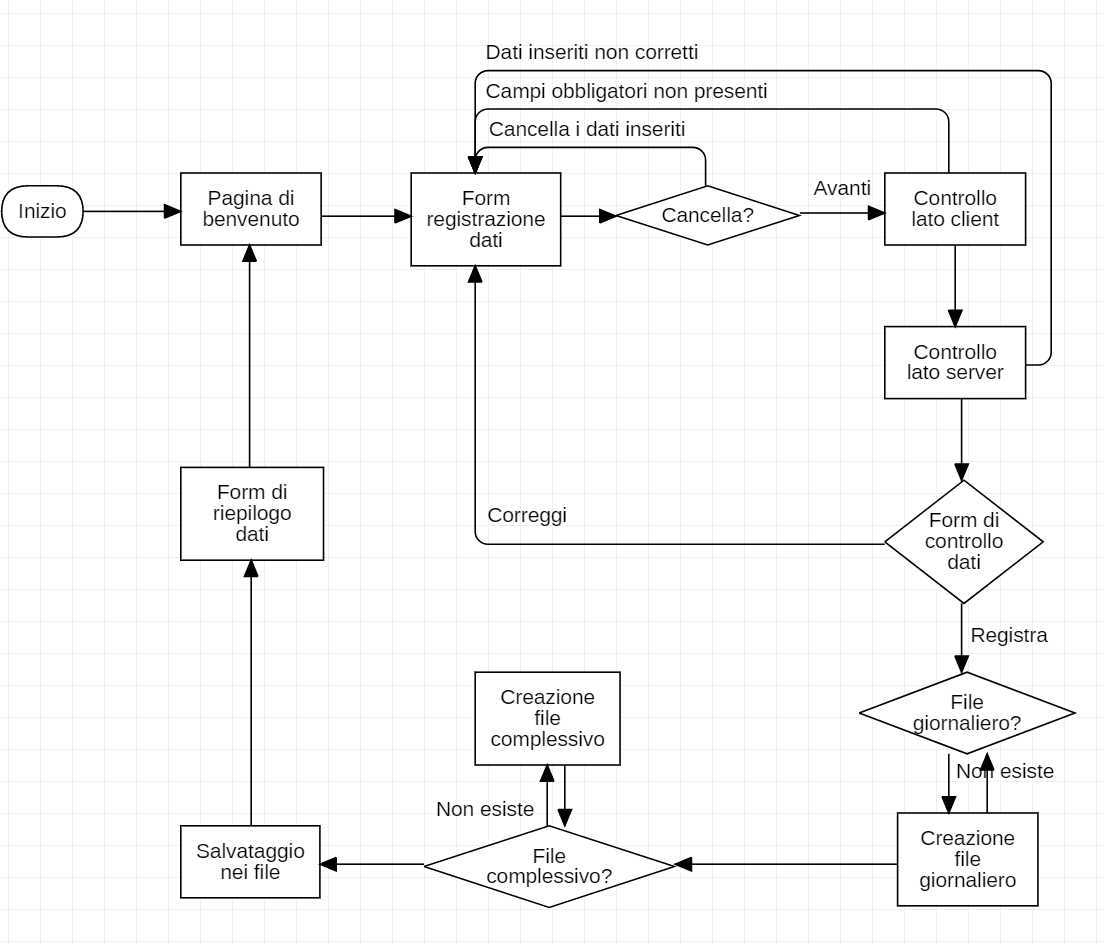 Dati inseriti non corretti
Campi obbligatori non presenti
Cancella i dati inseriti
Inizio
Pagina di
benvenuto
Form
registrazione
dati
Cancella?
Avanti
Controllo
lato client
Controllo
lato server
Form di
riepilogo
dati
Correggi
Form di
controllo
dati
Registra
Creazione
file
complessivo
File
giornaliero?
Non esiste
Non esiste
Salvataggio
nei file
File
complessivo?
Creazione
file
giornaliero